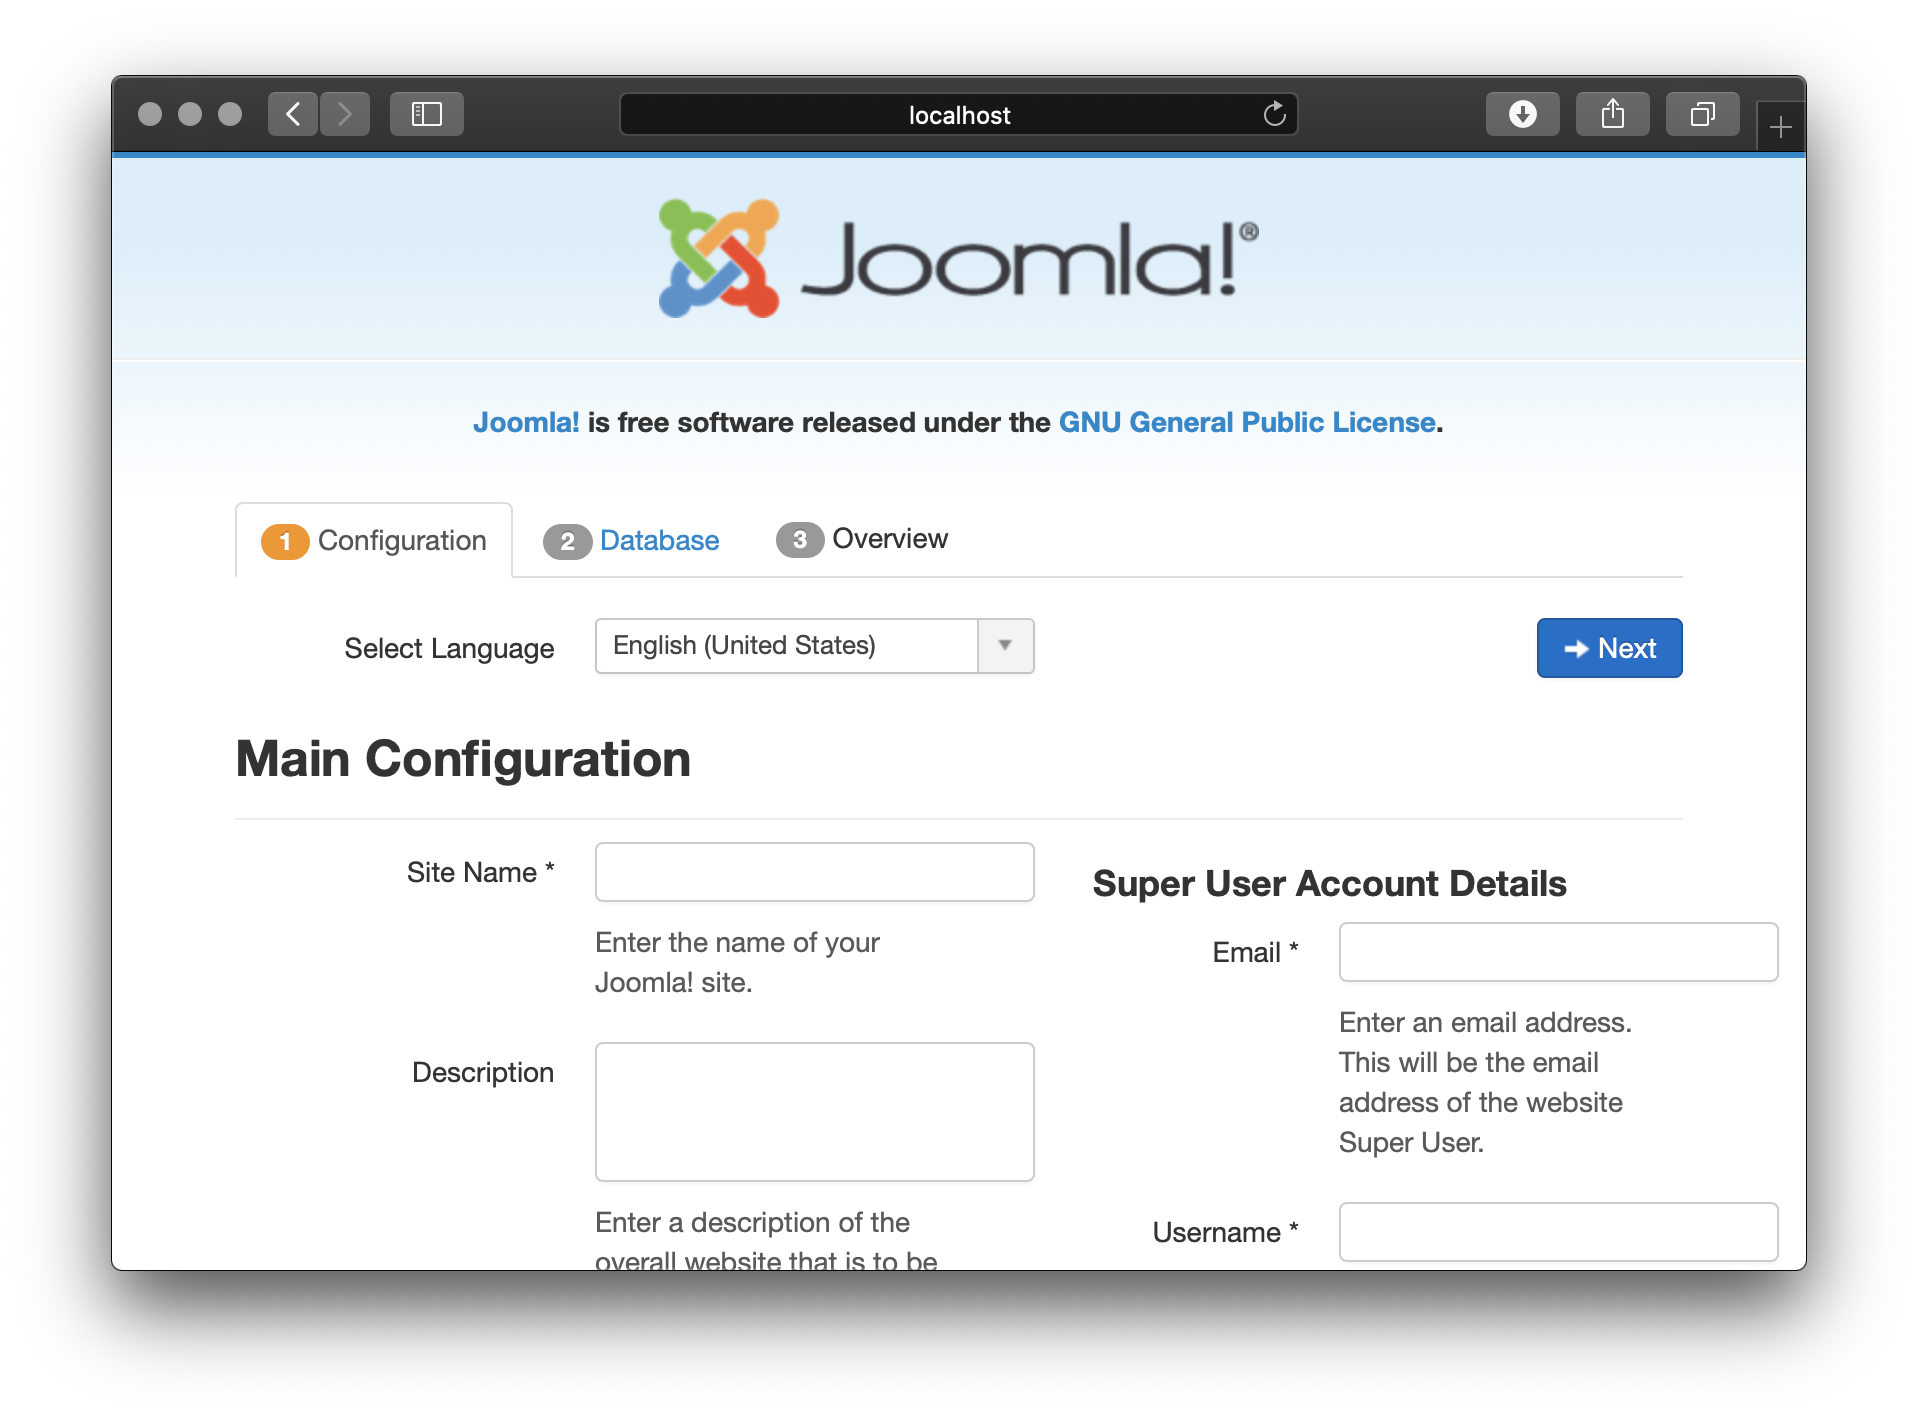 localhost
Joomla!®
Joomla! is free software released under the GNU General Public License.
1 Configuration 2 Database 3 Overview
Select Language English (United States) Next
Main Configuration
Site Name *
Enter the name of your
Joomla! site.
Description
Enter a description of the
overall website that is to be
Super User Account Details
Email *
Enter an email address.
This will be the email
address of the website
Super User.
Username *